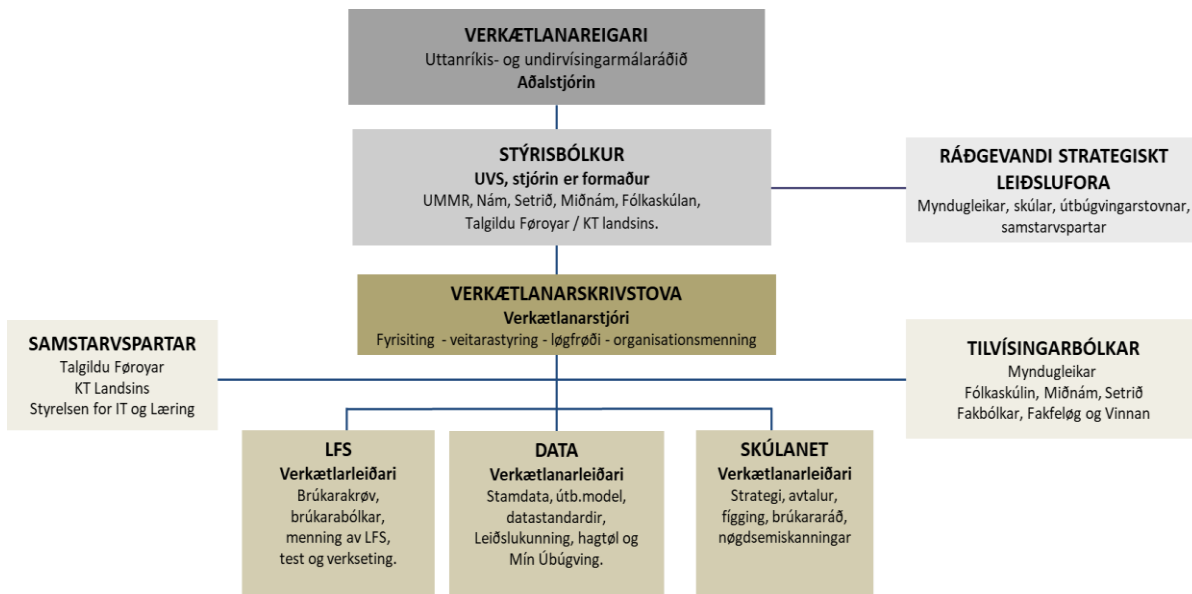 VERKÆTLANAREIGARI
Uttanríkis- og undirvísingarmálaráðið
Aðalstjórin
STÝRISBÓLKUR
UVS, stjórin er formaður
UMMR, Nám, Setrið, Miðnám, Fólkaskúlan,
Talgildu Føroyar / KT landsins.
RÁÐGEVANDI STRATEGISKT
LEIÐSLUFORA
Myndugleikar, skúlar, útbúgvingarstovnar,
samstarvspartar
VERKÆTLANARSKRIVSTOVA
Verkætlanarstjóri
Fyrisiting - veitarastyring - løgfrøði - organisationsmenning
SAMSTARVSPARTAR
Talgildu Føroyar
KT Landsins
Styrelsen for IT og Læring
TILVÍSINGARBÓLKAR
Myndugleikar
Fólkaskúlin, Miðnám, Setrið
Fakbólkar, Fakfeløg og Vinnan
LFS
Verkætlarleiðari
Brúkarakrøv,
brúkarabólkar,
menning av LFS,
test og verkseting.
DATA
Verkætlanarleiðari
Stamdata, útb.model,
datastandardir,
Leiðslukunning, hagtøl og
Mín Úbúgving.
SKÚLANET
Verkætlanarleiðari
Strategi, avtalur,
fígging, brúkararáð,
nøgdsemiskanningar